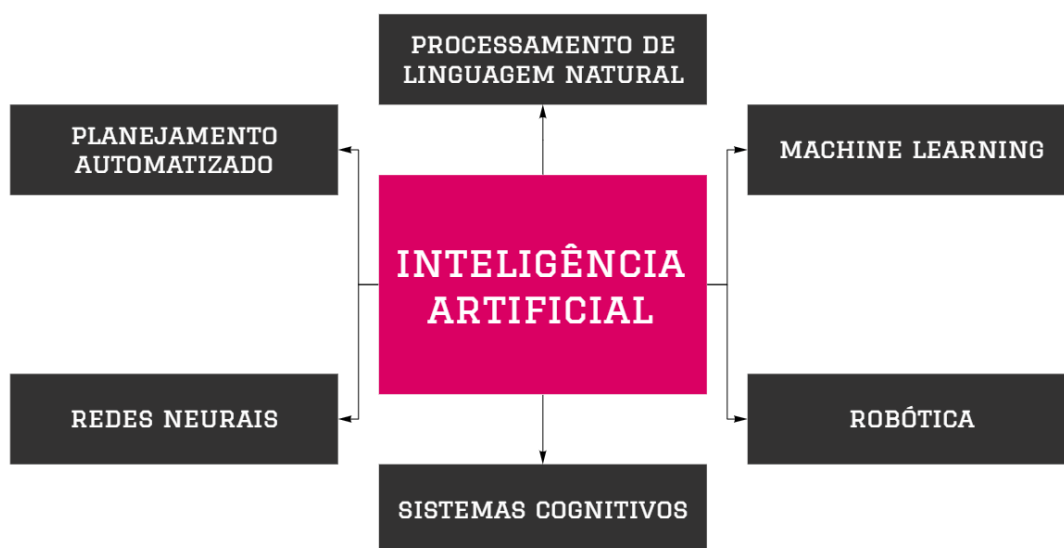 PROCESSAMENTO DE
LINGUAGEM NATURAL
PLANEJAMENTO
AUTOMATIZADO
MACHINE LEARNING
INTELIGÊNCIA
ARTIFICIAL
REDES NEURAIS
ROBÓTICA
SISTEMAS COGNITIVOS